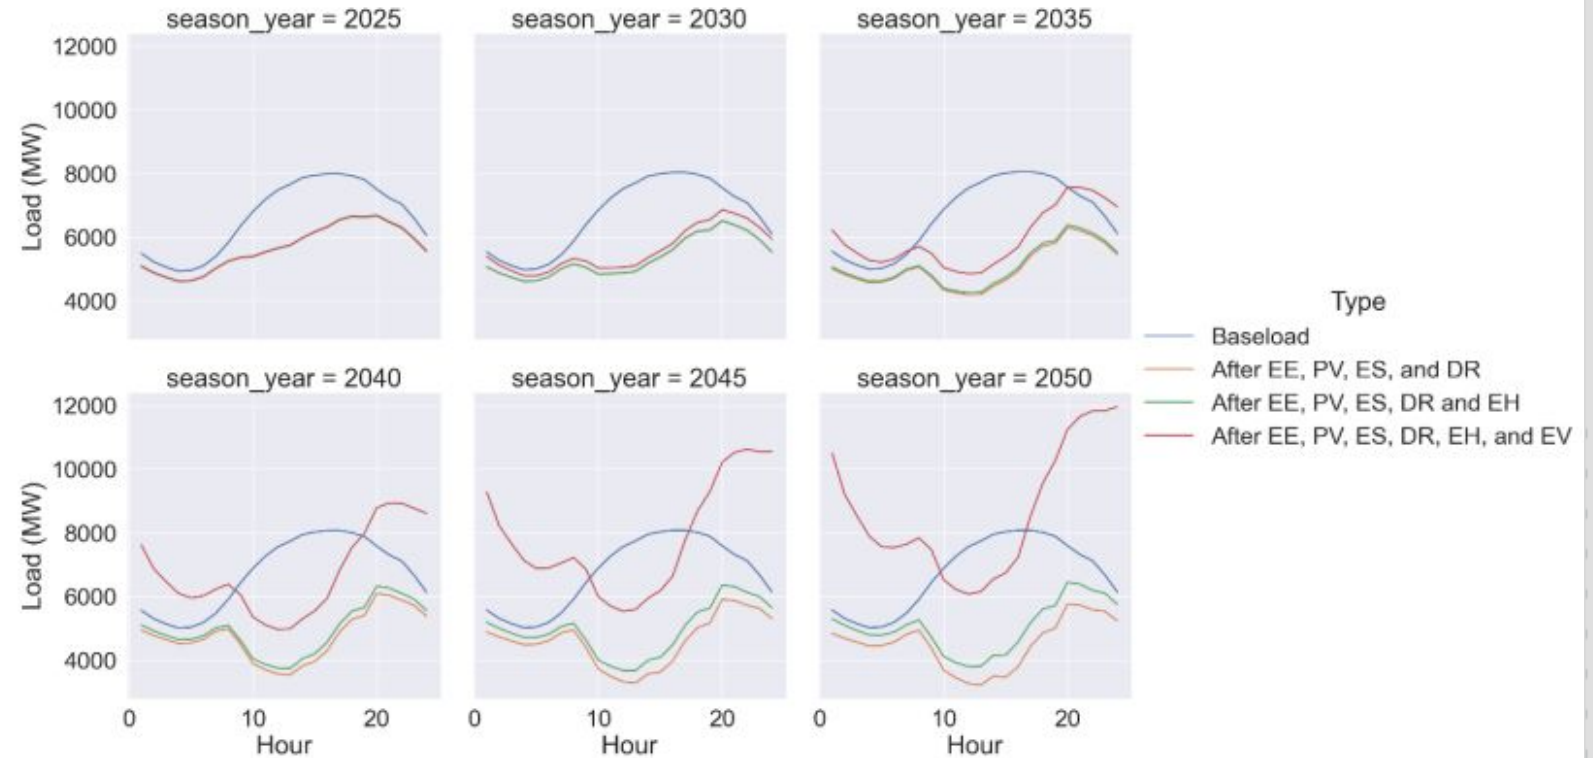 season_year = 2025
season_year = 2030
season_year = 2035
12000
10000
8000
6000
4000
Load (MW)
Type
Baseload
After EE, PV, ES, and DR
After EE, PV, ES, DR and EH
After EE, PV, ES, DR, EH, and EV
season_year = 2040
season_year = 2045
season_year = 2050
12000
10000
8000
6000
4000
Load (MW)
0 10 20
0 10 20
0 10 20
Hour
Hour
Hour